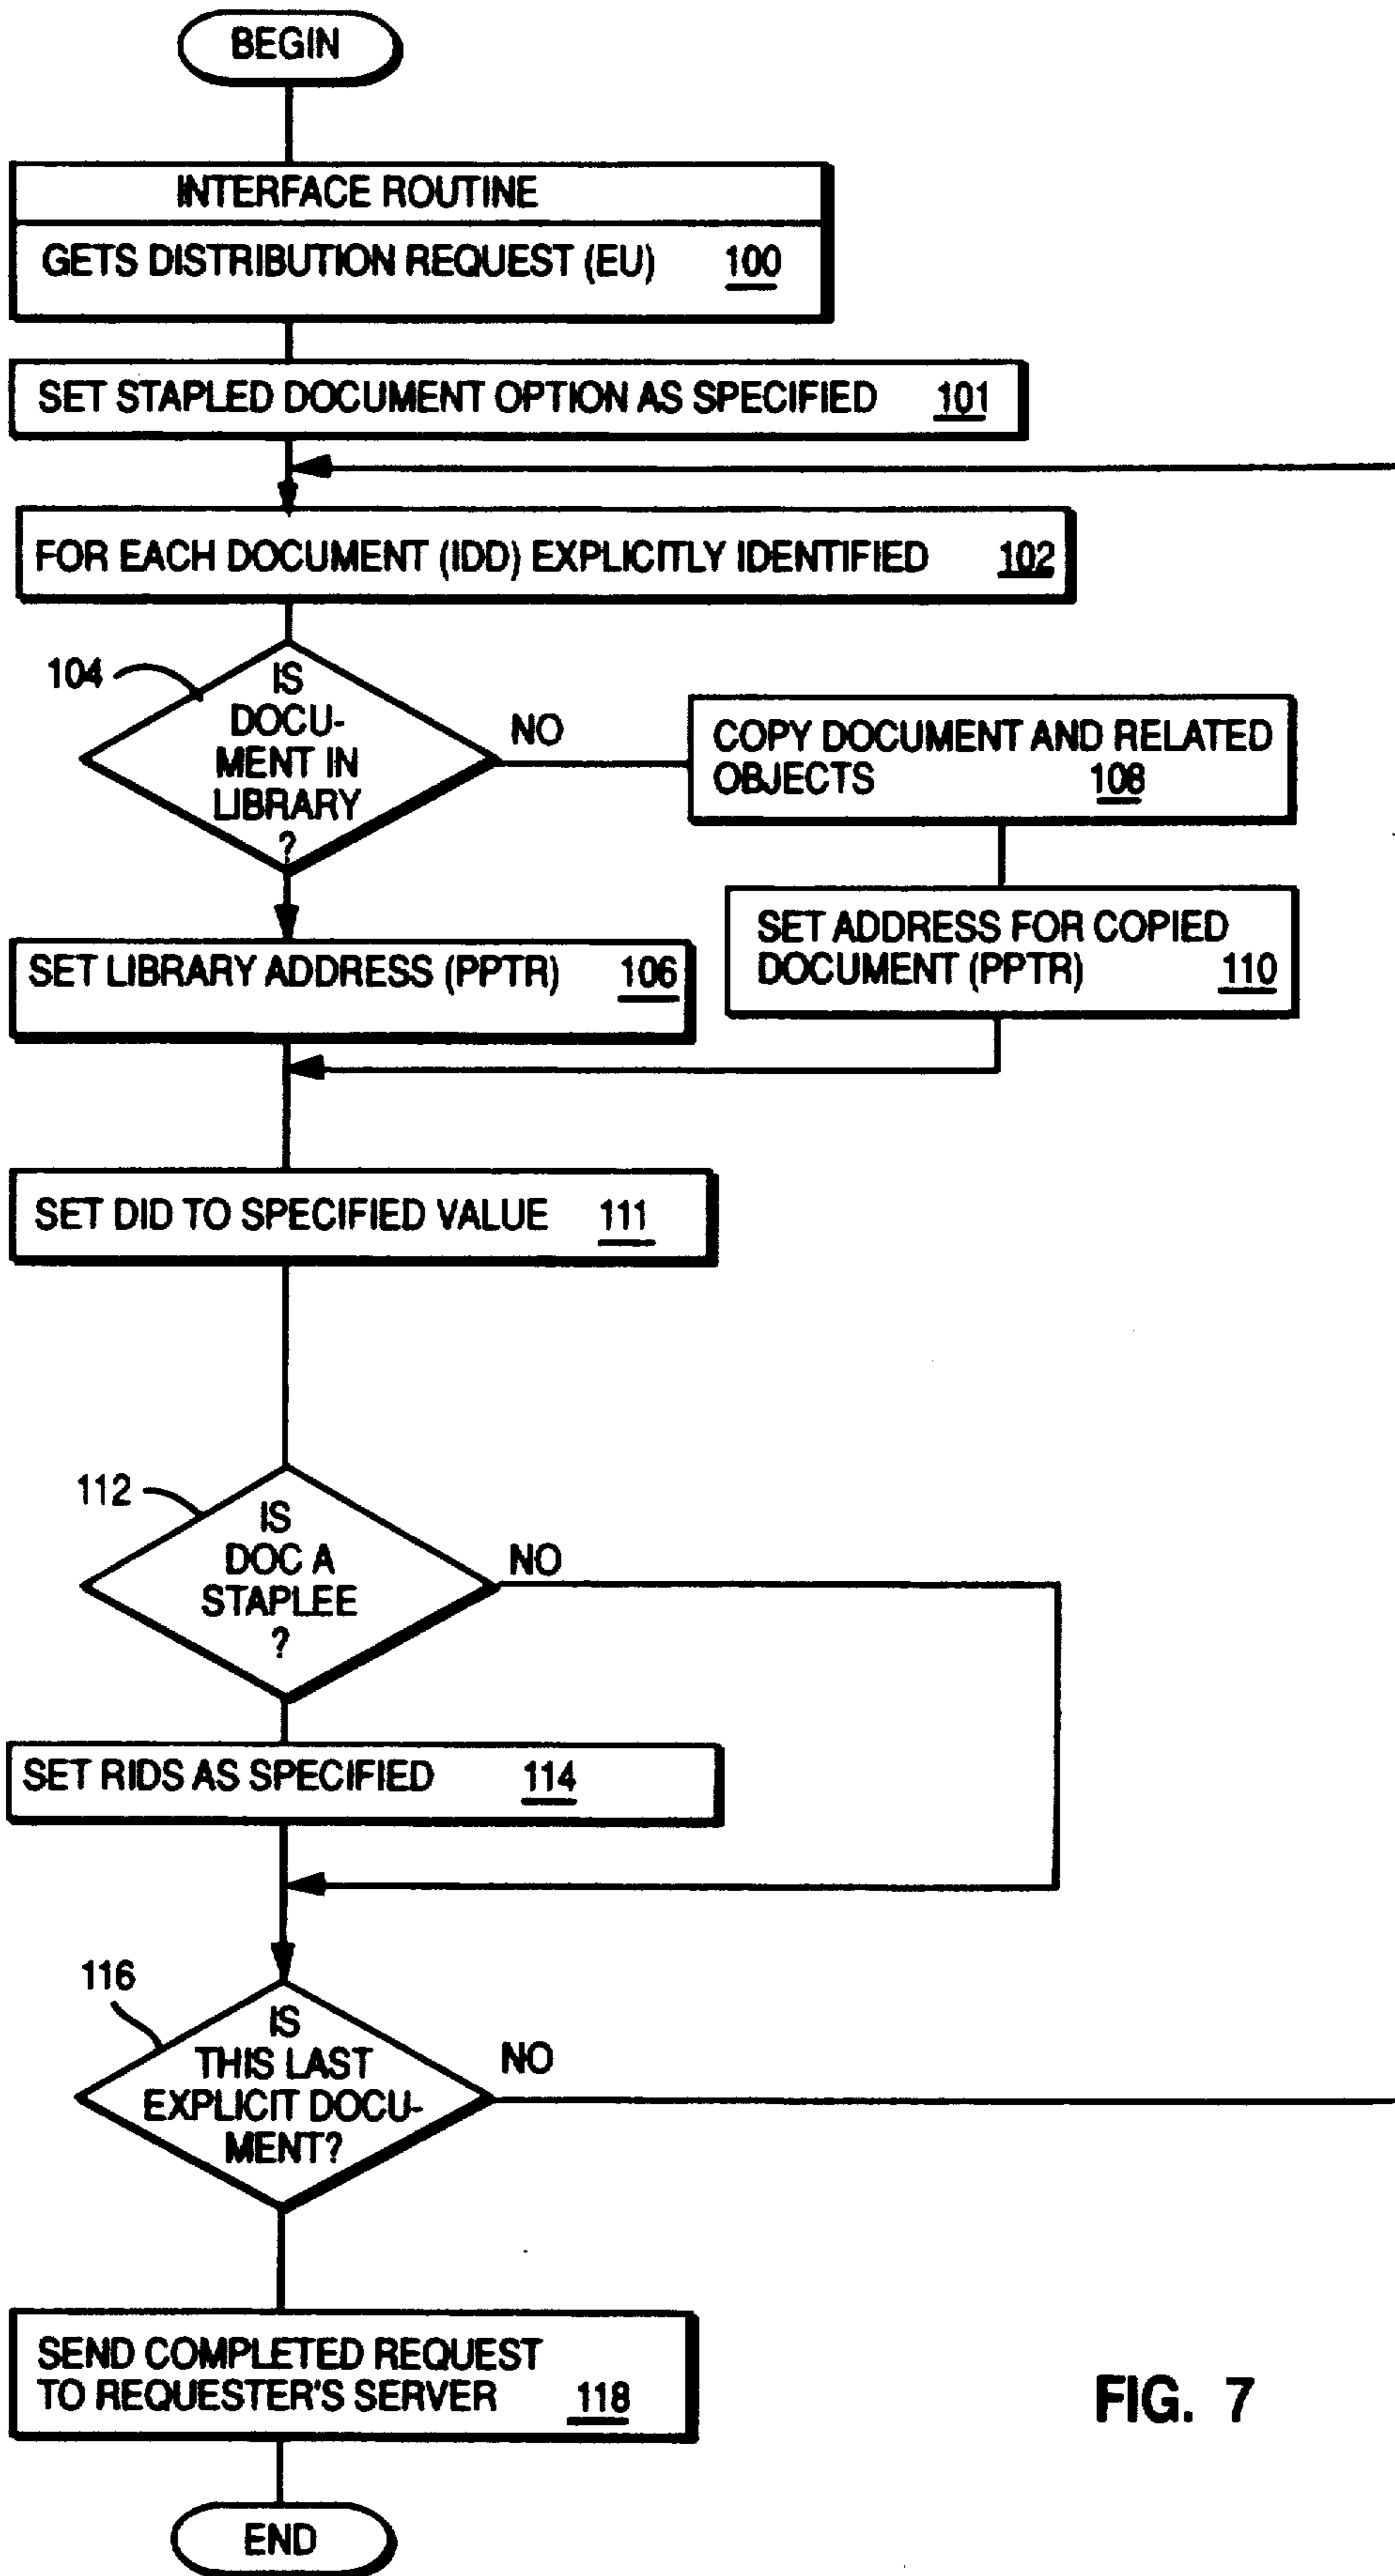 BEGIN
INTERFACE ROUTINE
GETS DISTRIBUTION REQUEST (EU) 100
SET STAPLED DOCUMENT OPTION AS SPECIFIED 101
FOR EACH DOCUMENT (IDD) EXPLICITLY IDENTIFIED 102
104
IS
DOCU-
MENT IN
LIBRARY
?
NO
COPY DOCUMENT AND RELATED
OBJECTS 108
SET LIBRARY ADDRESS (PPTR) 106
SET ADDRESS FOR COPIED
DOCUMENT (PPTR) 110
SET DID TO SPECIFIED VALUE 111
112
IS
DOC A
STAPLEE
?
NO
SET RIDS AS SPECIFIED 114
116
IS
THIS LAST
EXPLICIT DOCU-
MENT?
NO
SEND COMPLETED REQUEST
TO REQUESTER'S SERVER 118
END
FIG. 7